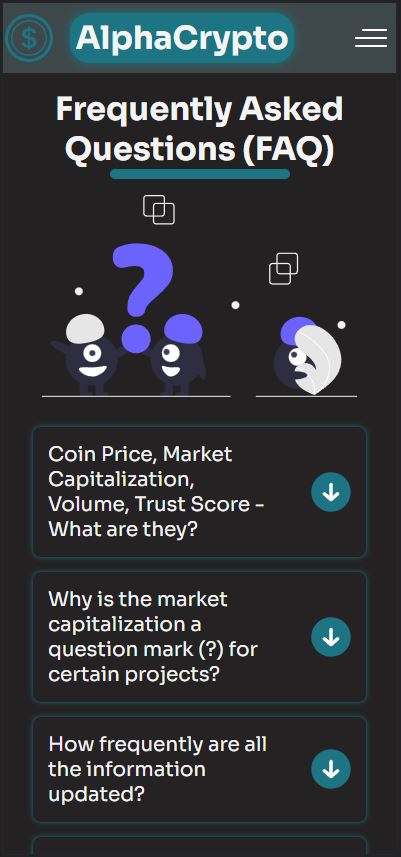 $
AlphaCrypto
Frequently Asked
Questions (FAQ)
?
Coin Price, Market
Capitalization,
Volume, Trust Score -
What are they?
Why is the market
capitalization a
question mark (?) for
certain projects?
How frequently are all
the information
updated?